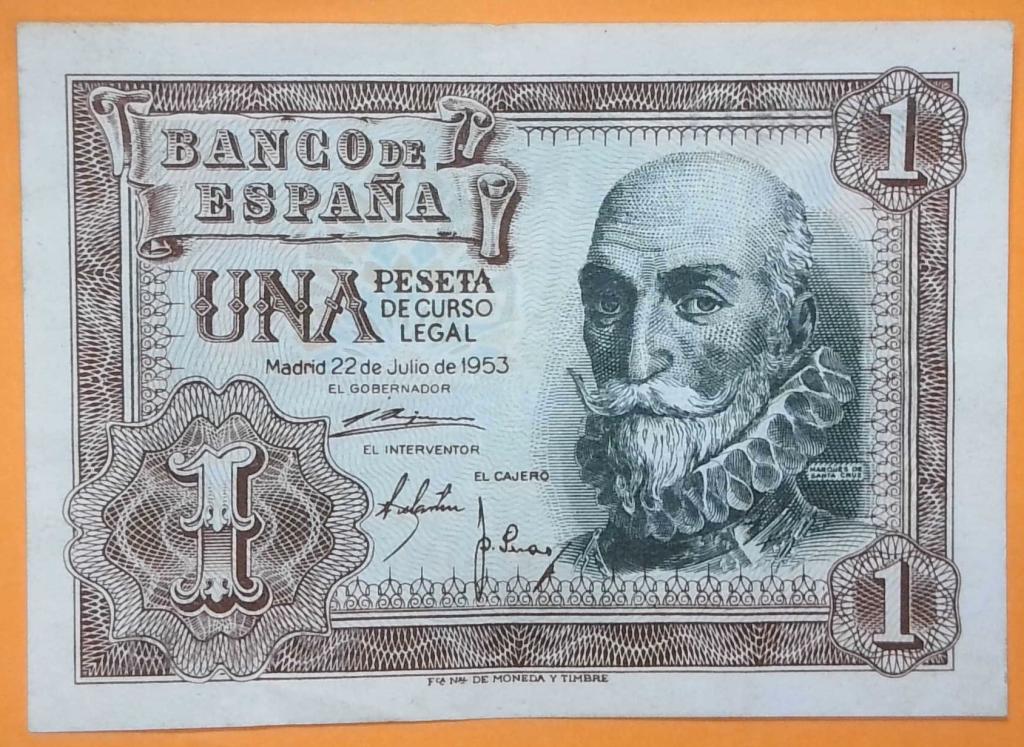 BANCO DE
ESPAÑA
1
UNA PESETA
DE CURSO
LEGAL
Madrid 22 de Julio de 1953
EL GOBERNADOR
EL INTERVENTOR
EL CAJERO
MARQUES DE
SANTA CRUZ
1
1
Fca Nal DE MONEDA Y TIMBRE